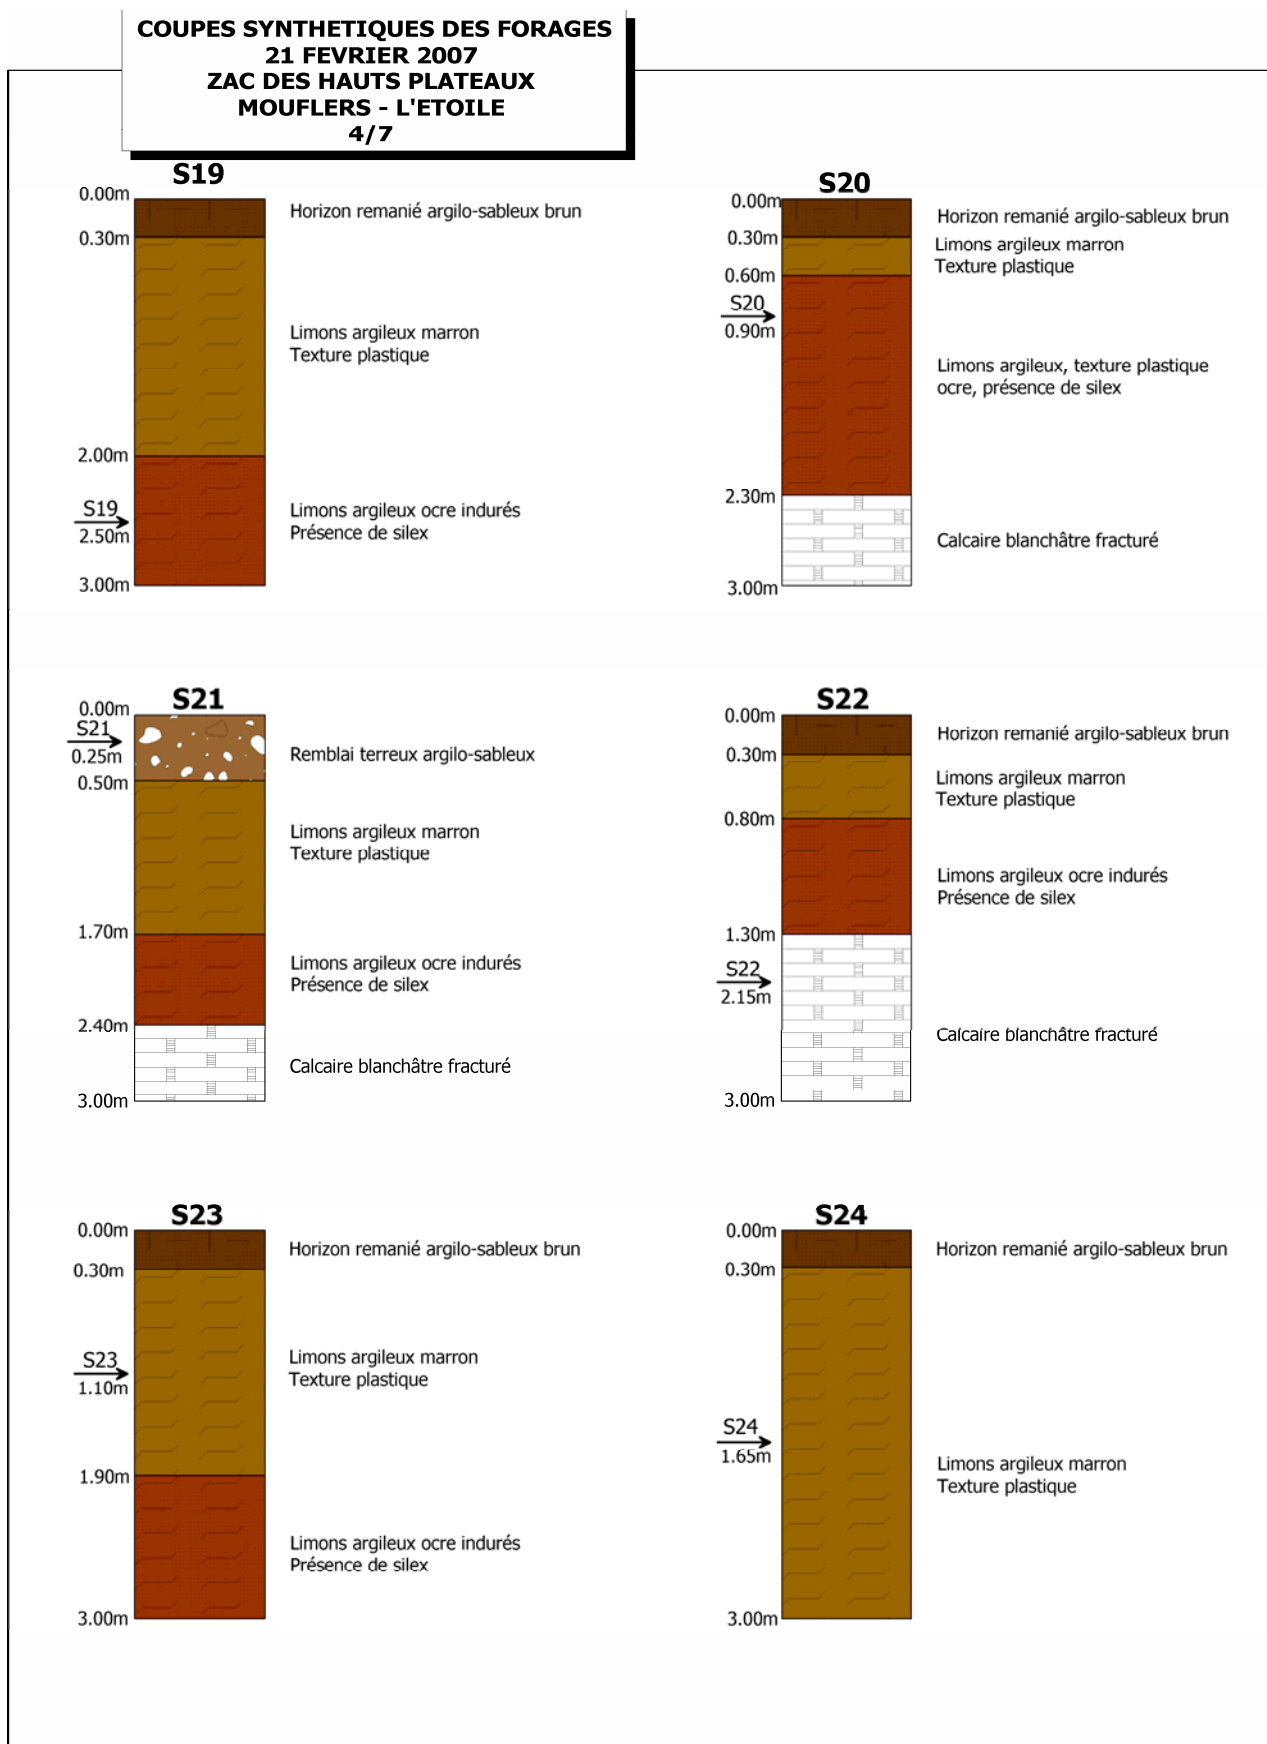 COUPES SYNTHETIQUES DES FORAGES
21 FEVRIER 2007
ZAC DES HAUTS PLATEAUX
MOUFLERS - L'ETOILE
4/7
S19
0.00m
Horizon remanié argilo-sableux brun
0.30m
Limons argileux marron
Texture plastique
2.00m
S19
2.50m
Limons argileux ocre indurés
Présence de silex
3.00m
S20
0.00m
Horizon remanié argilo-sableux brun
0.30m
Limons argileux marron
Texture plastique
0.60m
S20
0.90m
Limons argileux, texture plastique
ocre, présence de silex
2.30m
Calcaire blanchâtre fracturé
3.00m
S21
0.00m
S21
0.25m
Remblai terreux argilo-sableux
0.50m
Limons argileux marron
Texture plastique
1.70m
Limons argileux ocre indurés
Présence de silex
2.40m
Calcaire blanchâtre fracturé
3.00m
S22
0.00m
Horizon remanié argilo-sableux brun
0.30m
Limons argileux marron
Texture plastique
0.80m
Limons argileux ocre indurés
Présence de silex
1.30m
S22
2.15m
Calcaire blanchâtre fracturé
3.00m
S23
0.00m
Horizon remanié argilo-sableux brun
0.30m
Limons argileux marron
Texture plastique
S23
1.10m
1.90m
Limons argileux ocre indurés
Présence de silex
3.00m
S24
0.00m
Horizon remanié argilo-sableux brun
0.30m
S24
1.65m
Limons argileux marron
Texture plastique
3.00m